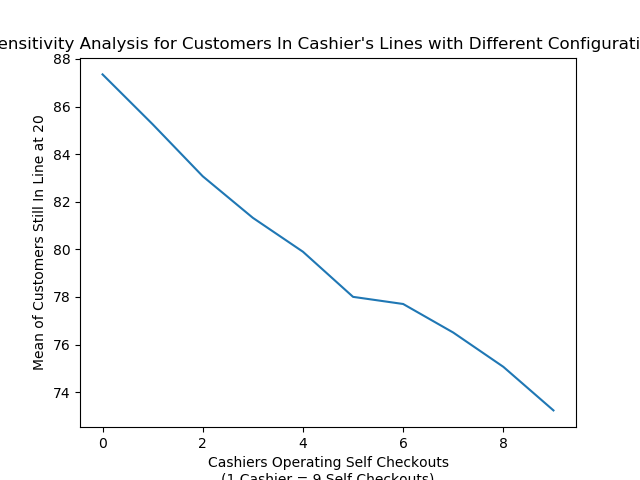 ensitivity Analysis for Customers In Cashier's Lines with Different Configurati
88
86
84
82
80
78
76
74
Mean of Customers Still In Line at 20
0 2 4 6 8
Cashiers Operating Self Checkouts
(1 Cashier = 9 Self Checkouts)